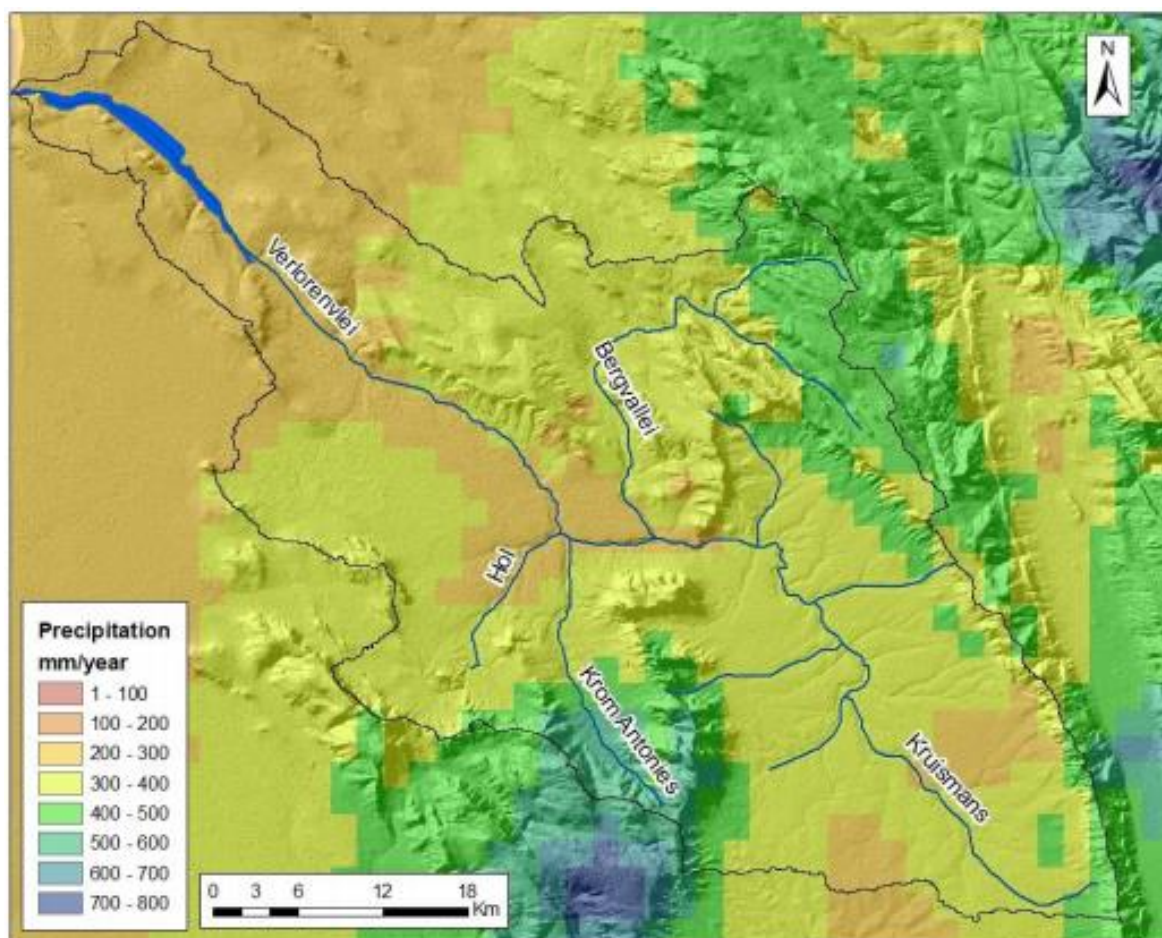 N
Verlorenvlei
Bergvallei
Hol
Krom Antonies
Kruismans
Precipitation
mm/year
1 - 100
100 - 200
200 - 300
300 - 400
400 - 500
500 - 600
600 - 700
700 - 800
0 3 6 12 18
Km